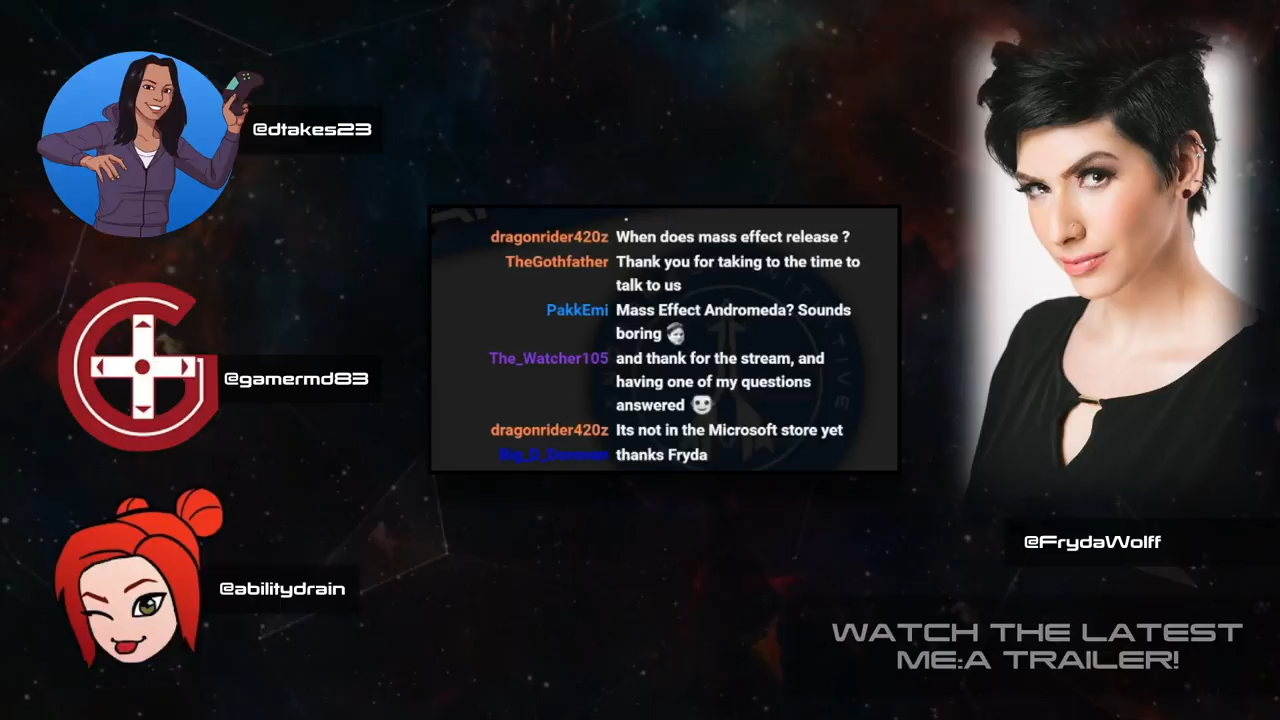 @dtakes23
@gamermd83
@abilitydrain
dragonrider420z When does mass effect release ?
TheGothfather Thank you for taking to the time to
talk to us
PakkEmi Mass Effect Andromeda? Sounds
boring
The_Watcher105 and thank for the stream, and
having one of my questions
answered
dragonrider420z Its not in the Microsoft store yet
Big_D_Donovan thanks Fryda
@FrydaWolff
WATCH THE LATEST
ME:A TRAILER!